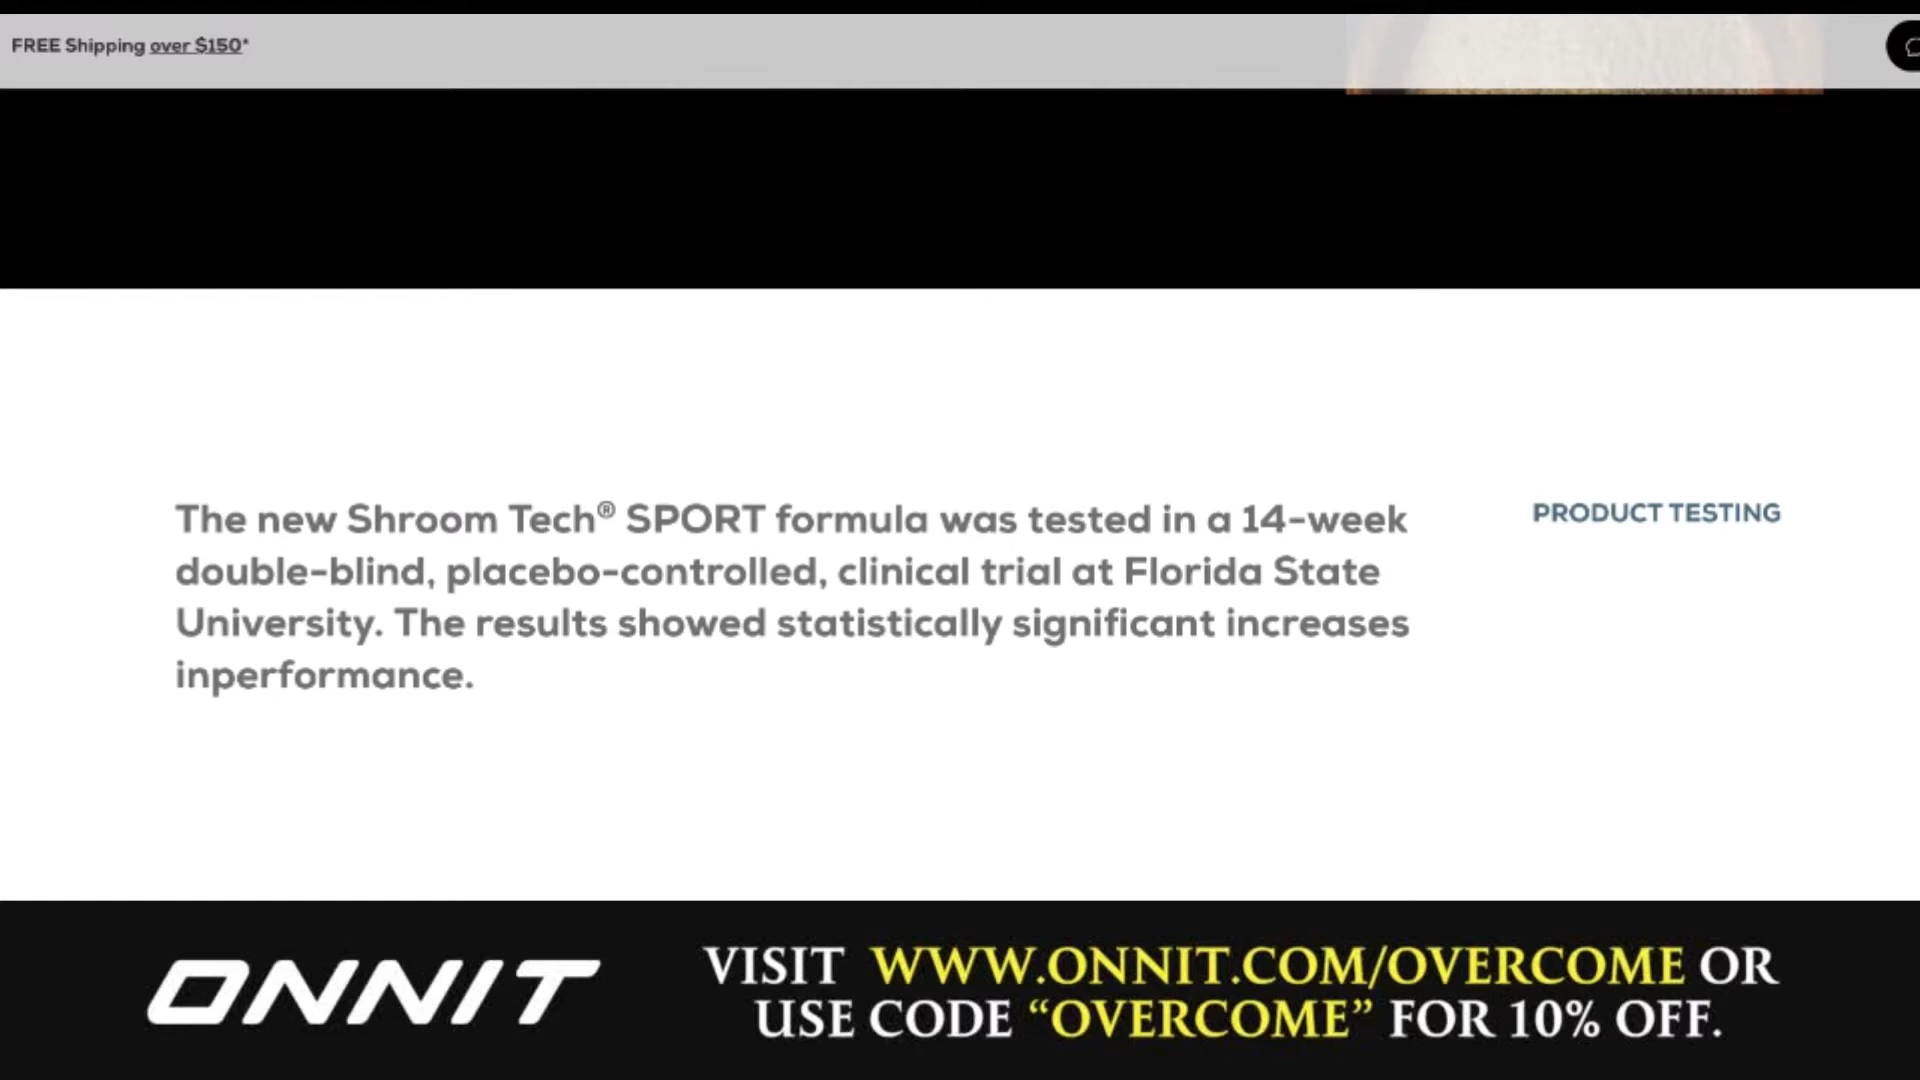 FREE Shipping over $150*
The new Shroom Tech® SPORT formula was tested in a 14-week
double-blind, placebo-controlled, clinical trial at Florida State
University. The results showed statistically significant increases
inperformance.
PRODUCT TESTING
ONNIT
VISIT WWW.ONNIT.COM/OVERCOME OR
USE CODE “OVERCOME” FOR 10% OFF.